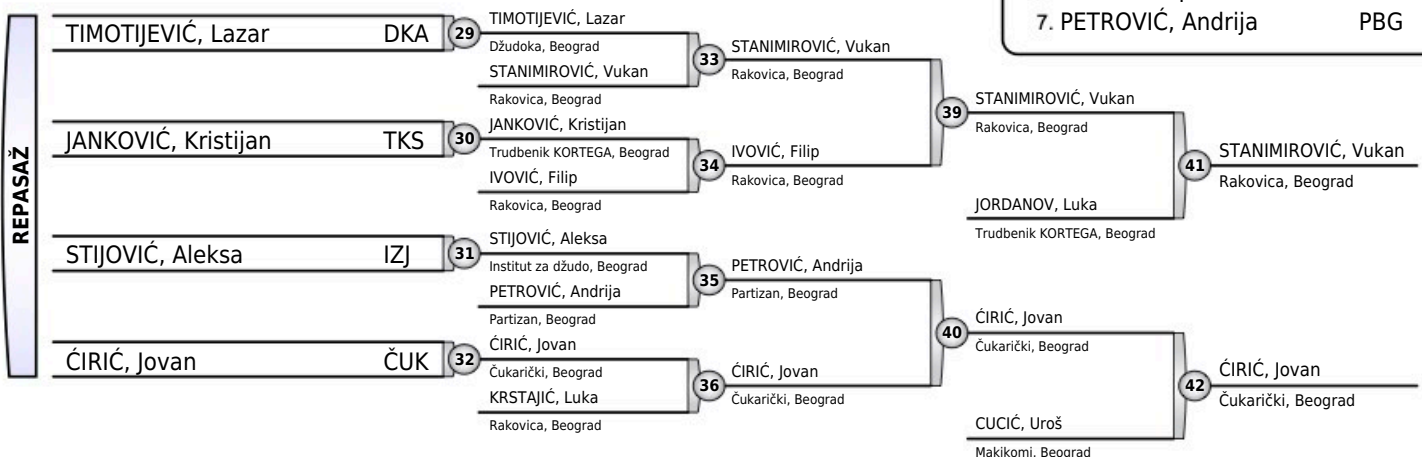 7. PETROVIĆ, Andrija PBG
REPASAŽ
TIMOTIJEVIĆ, Lazar DKA
29
JANKOVIĆ, Kristijan TKS
30
STIJOVIĆ, Aleksa IZJ
31
ĆIRIĆ, Jovan ČUK
32
TIMOTIJEVIĆ, Lazar
Džudoka, Beograd
STANIMIROVIĆ, Vukan
Rakovica, Beograd
33
JANKOVIĆ, Kristijan
Trudbenik KORTEGA, Beograd
IVOVIĆ, Filip
Rakovica, Beograd
34
STIJOVIĆ, Aleksa
Institut za džudo, Beograd
PETROVIĆ, Andrija
Partizan, Beograd
35
ĆIRIĆ, Jovan
Čukarički, Beograd
KRSTAJIĆ, Luka
Rakovica, Beograd
36
STANIMIROVIĆ, Vukan
Rakovica, Beograd
IVOVIĆ, Filip
Rakovica, Beograd
39
PETROVIĆ, Andrija
Partizan, Beograd
ĆIRIĆ, Jovan
Čukarički, Beograd
40
STANIMIROVIĆ, Vukan
Rakovica, Beograd
JORDANOV, Luka
Trudbenik KORTEGA, Beograd
41
ĆIRIĆ, Jovan
Čukarički, Beograd
CUCIĆ, Uroš
Makikomi, Beograd
42
STANIMIROVIĆ, Vukan
Rakovica, Beograd
ĆIRIĆ, Jovan
Čukarički, Beograd